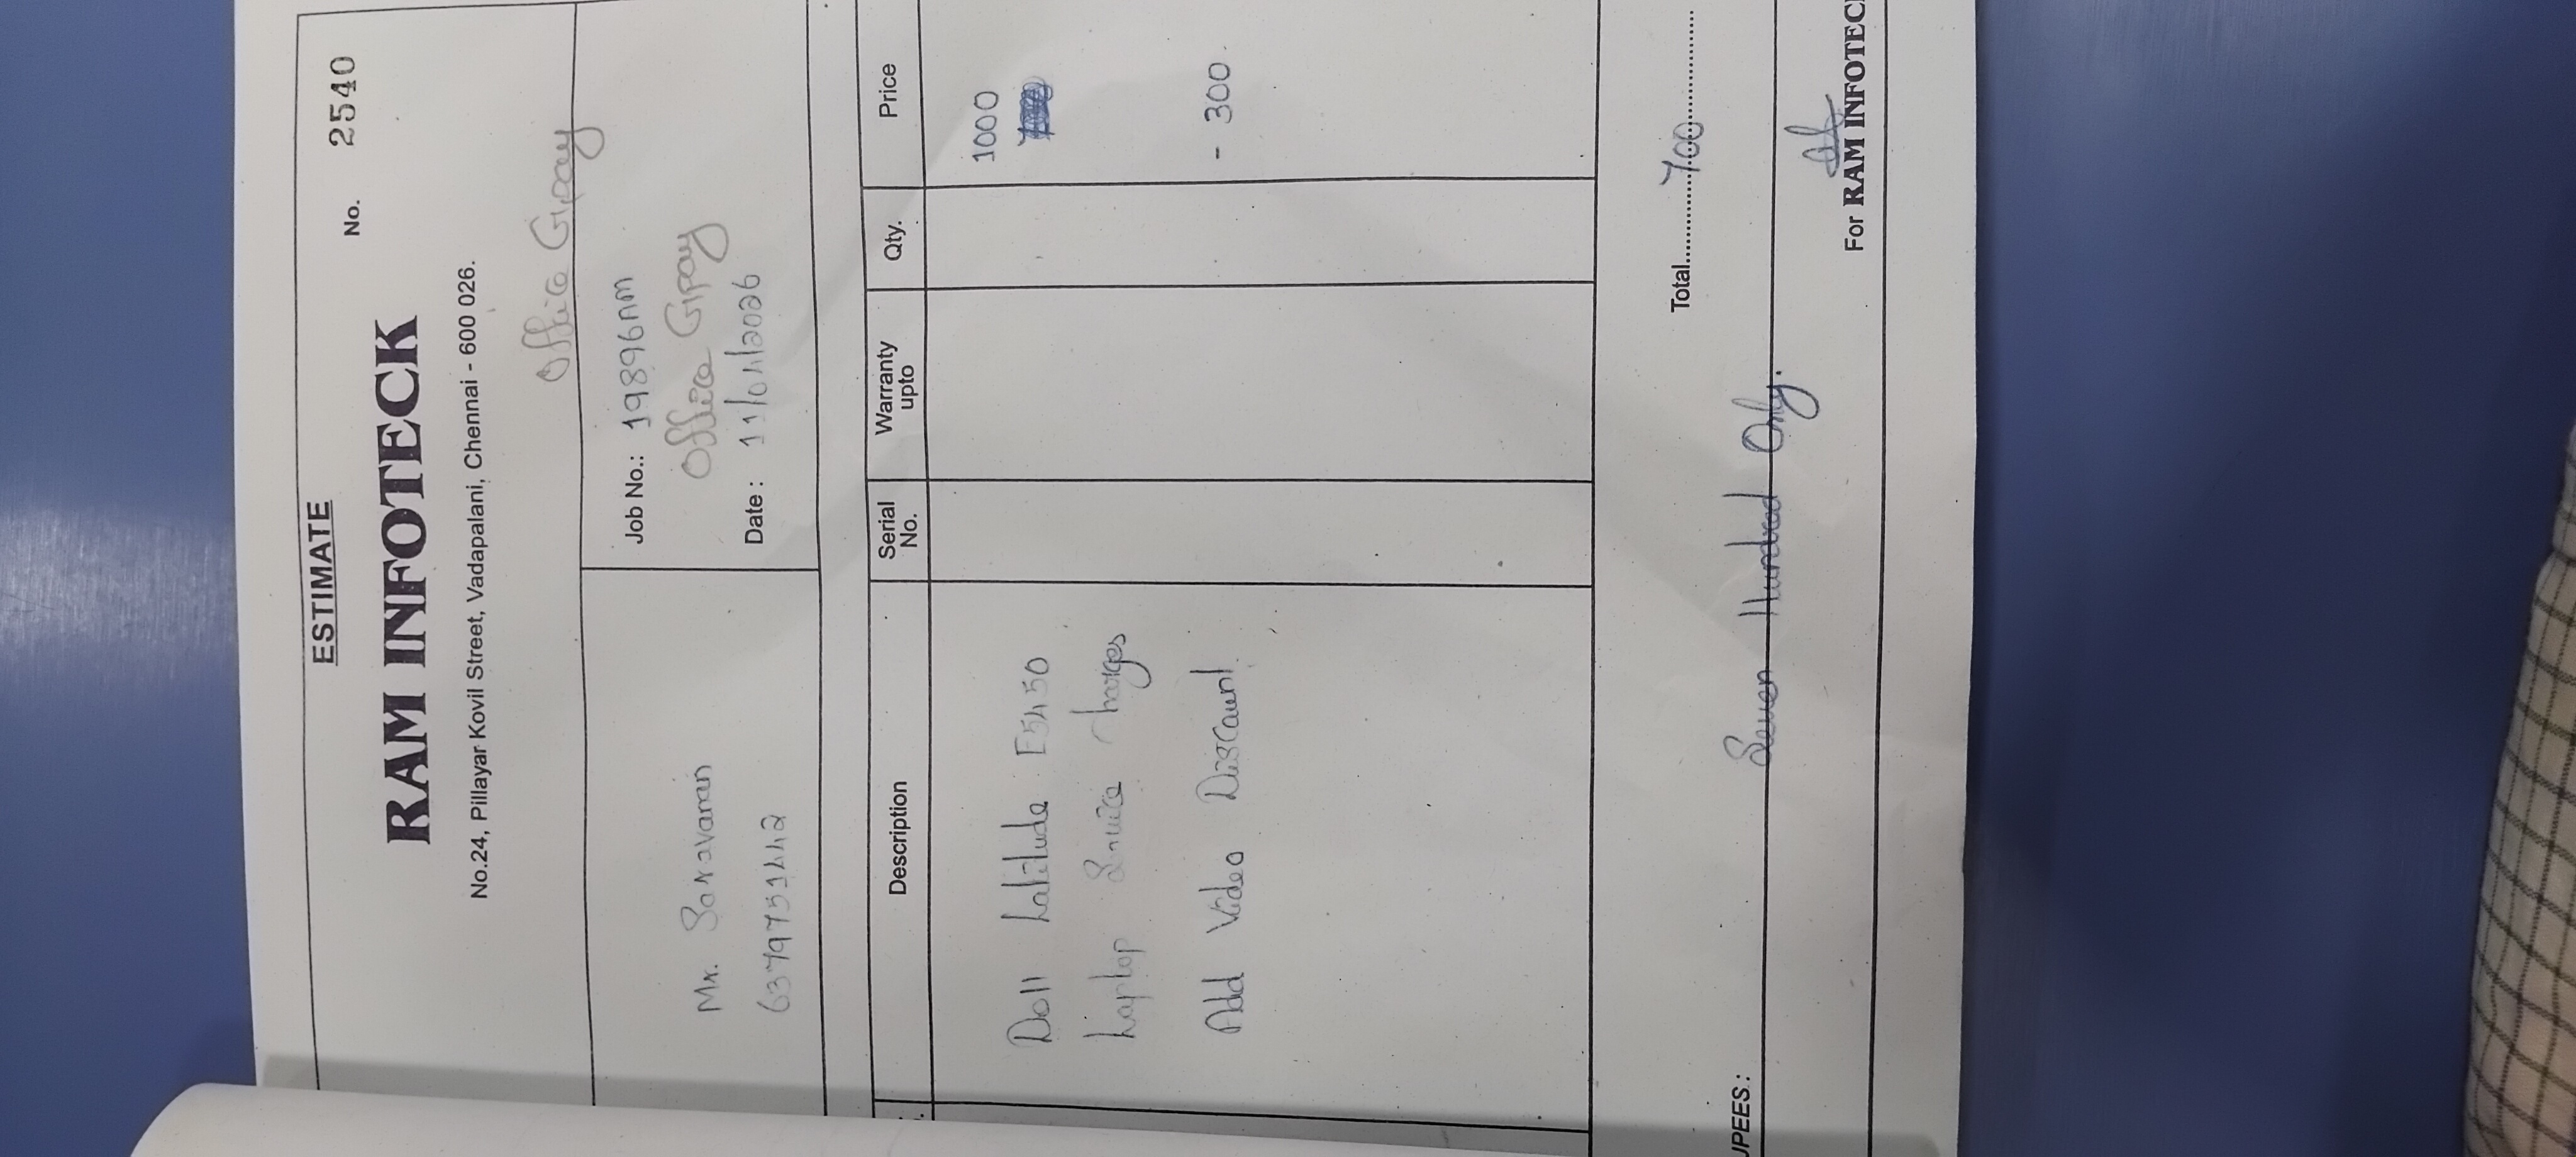 ESTIMATE
No. 2540
RAM INFOTECK
No.24, Pillayar Kovil Street, Vadapalani, Chennai - 600 026.
Office Gpay
Mr. Saravanan
6379751442
Job No.: 19896nm
Office Gpay
Date : 11/01/2026
Description Serial No. Warranty upto Qty. Price
Dell Latitude E5450 1000
Laptop Service Charges
Add Video Discount - 300
Total 700
UPEES.: Seven Hundred Only.
For RAM INFOTEC